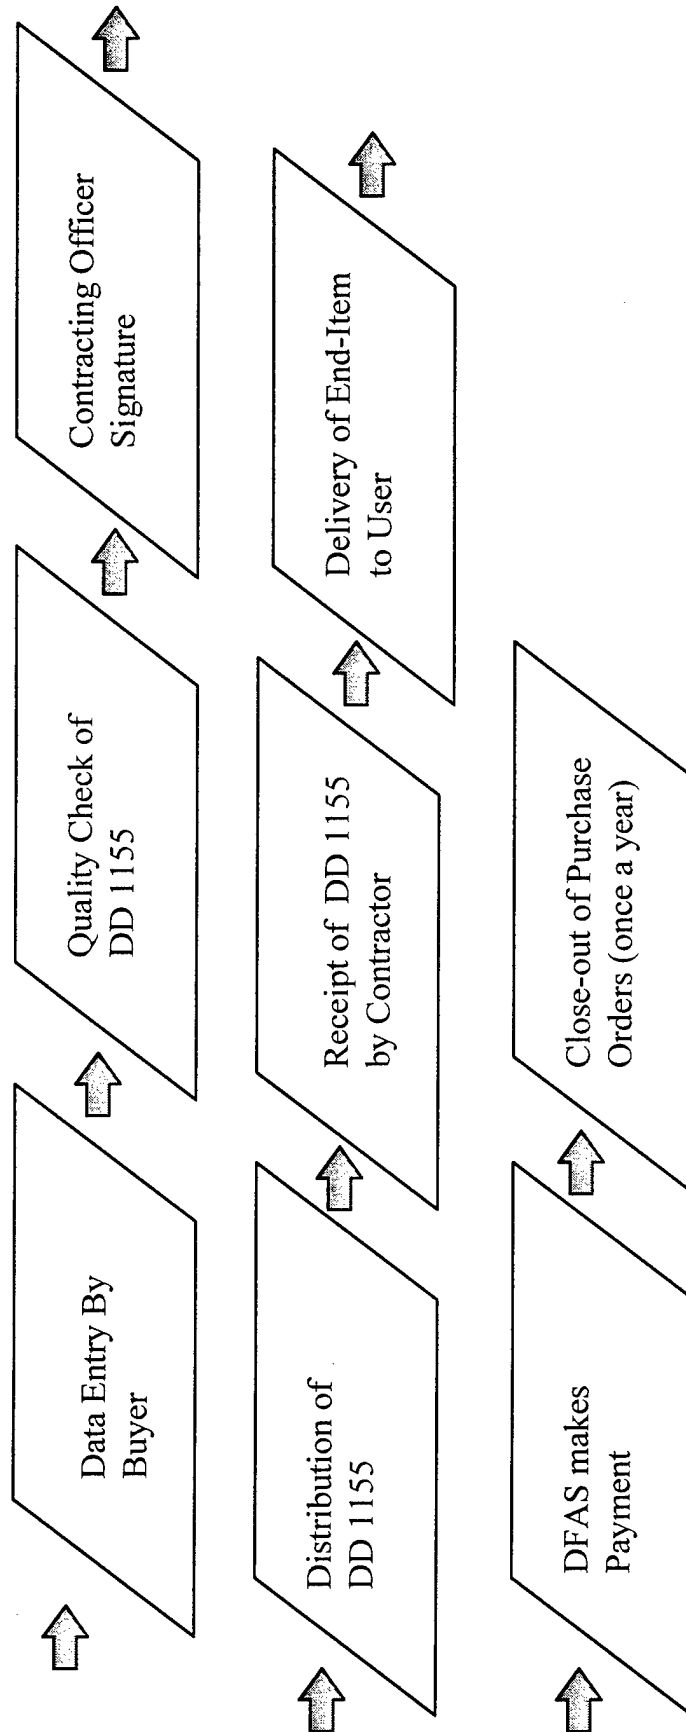 Data Entry By
Buyer
Quality Check of
DD 1155
Contracting Officer
Signature
Distribution of
DD 1155
Receipt of DD 1155
by Contractor
Delivery of End-Item
to User
DFAS makes
Payment
Close-out of Purchase
Orders (once a year)